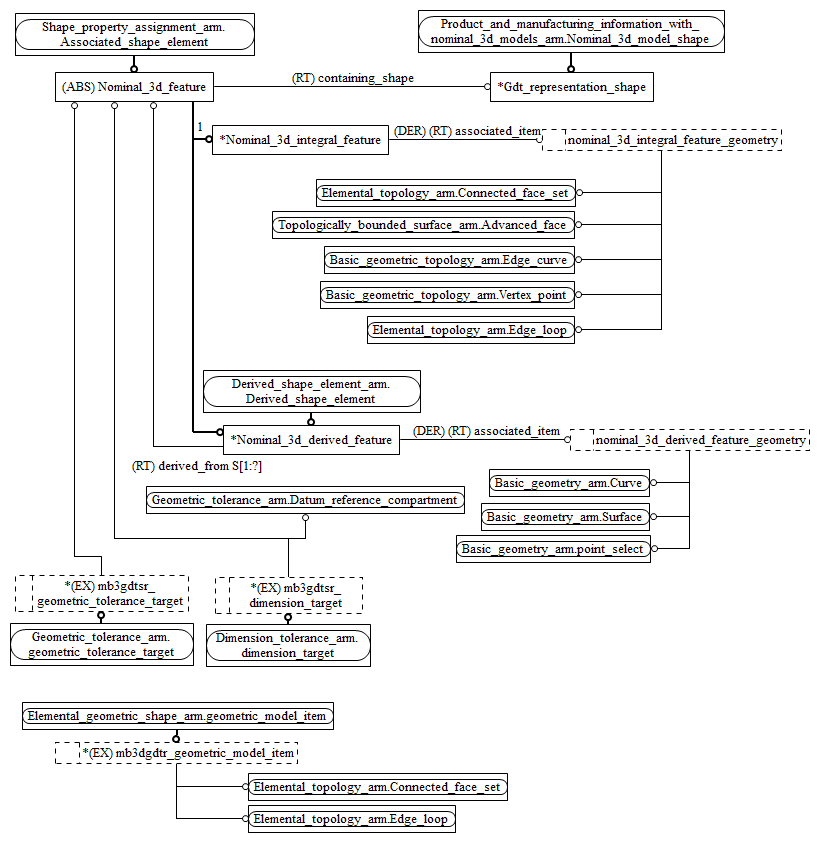 Shape_property_assignment_arm.
Associated_shape_element
Product_and_manufacturing_information_with_
nominal_3d_models_arm.Nominal_3d_model_shape
(ABS) Nominal_3d_feature
(RT) containing_shape
*Gdt_representation_shape
1
*Nominal_3d_integral_feature
(DER) (RT) associated_item
nominal_3d_integral_feature_geometry
Elemental_topology_arm.Connected_face_set
Topologically_bounded_surface_arm.Advanced_face
Basic_geometric_topology_arm.Edge_curve
Basic_geometric_topology_arm.Vertex_point
Elemental_topology_arm.Edge_loop
Derived_shape_element_arm.
Derived_shape_element
*Nominal_3d_derived_feature
(DER) (RT) associated_item
nominal_3d_derived_feature_geometry
(RT) derived_from S[1:?]
Basic_geometry_arm.Curve
Geometric_tolerance_arm.Datum_reference_compartment
Basic_geometry_arm.Surface
Basic_geometry_arm.point_select
*(EX) mb3gdtsr_
geometric_tolerance_target
*(EX) mb3gdtsr_
dimension_target
Geometric_tolerance_arm.
geometric_tolerance_target
Dimension_tolerance_arm.
dimension_target
Elemental_geometric_shape_arm.geometric_model_item
*(EX) mb3dgdtr_geometric_model_item
Elemental_topology_arm.Connected_face_set
Elemental_topology_arm.Edge_loop